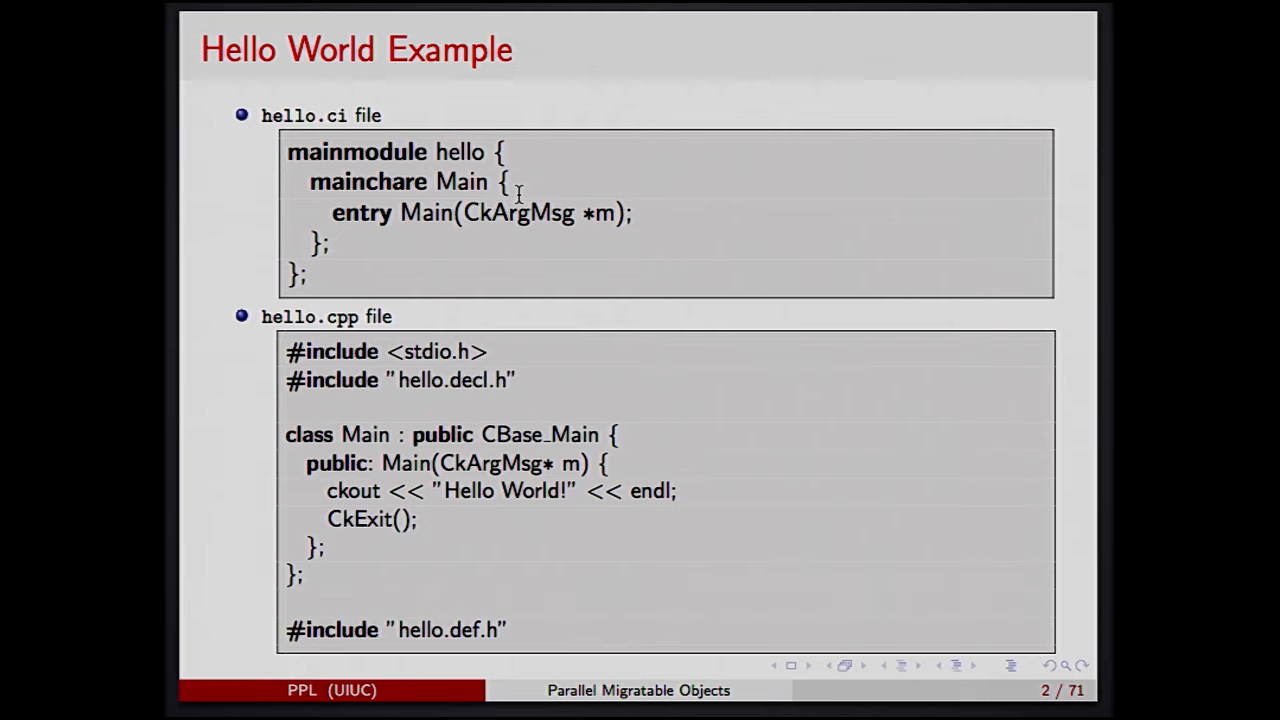 Hello World Example
hello.ci file
mainmodule hello {
mainchare Main {
entry Main(CkArgMsg *m);
};
};
hello.cpp file
#include <stdio.h>
#include "hello.decl.h"
class Main : public CBase_Main {
public: Main(CkArgMsg* m) {
ckout << "Hello World!" << endl;
CkExit();
};
};
#include "hello.def.h"
PPL (UIUC) Parallel Migratable Objects 2 / 71